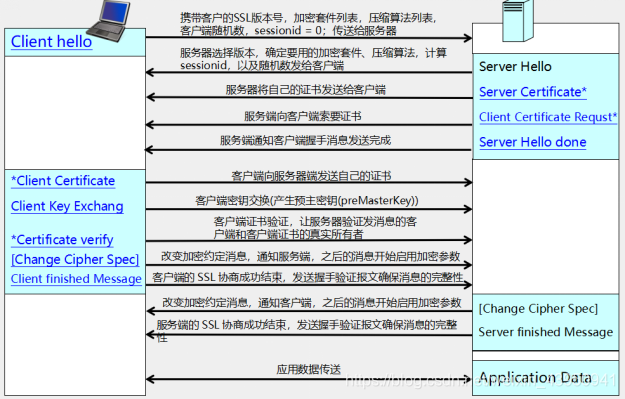 携带客户的SSL版本号，加密套件列表，压缩算法列表，
客户端随机数，sessionid = 0；传送给服务器
Client hello
服务器选择版本，确定要用的加密套件、压缩算法，计算
sessionid，以及随机数发给客户端
Server Hello
服务器将自己的证书发送给客户端
Server Certificate*
服务端向客户端索要证书
Client Certificate Requst*
服务端通知客户端握手消息发送完成
Server Hello done
客户端向服务器端发送自己的证书
*Client Certificate
客户端密钥交换(产生预主密钥(preMasterKey))
Client Key Exchang
客户端证书验证，让服务器验证发消息的客
户端和客户端证书的真实所有者
*Certificate verify
改变加密约定消息，通知服务端，之后的消息开始启用加密参数
[Change Cipher Spec]
客户端的 SSL 协商成功结束，发送握手验证报文确保消息的完整性
Client finished Message
改变加密约定消息，通知客户端，之后的消息开始启用加密参数
[Change Cipher Spec]
服务端的 SSL 协商成功结束，发送握手验证报文确保消息的完整
性
Server finished Message
应用数据传送
Application Data